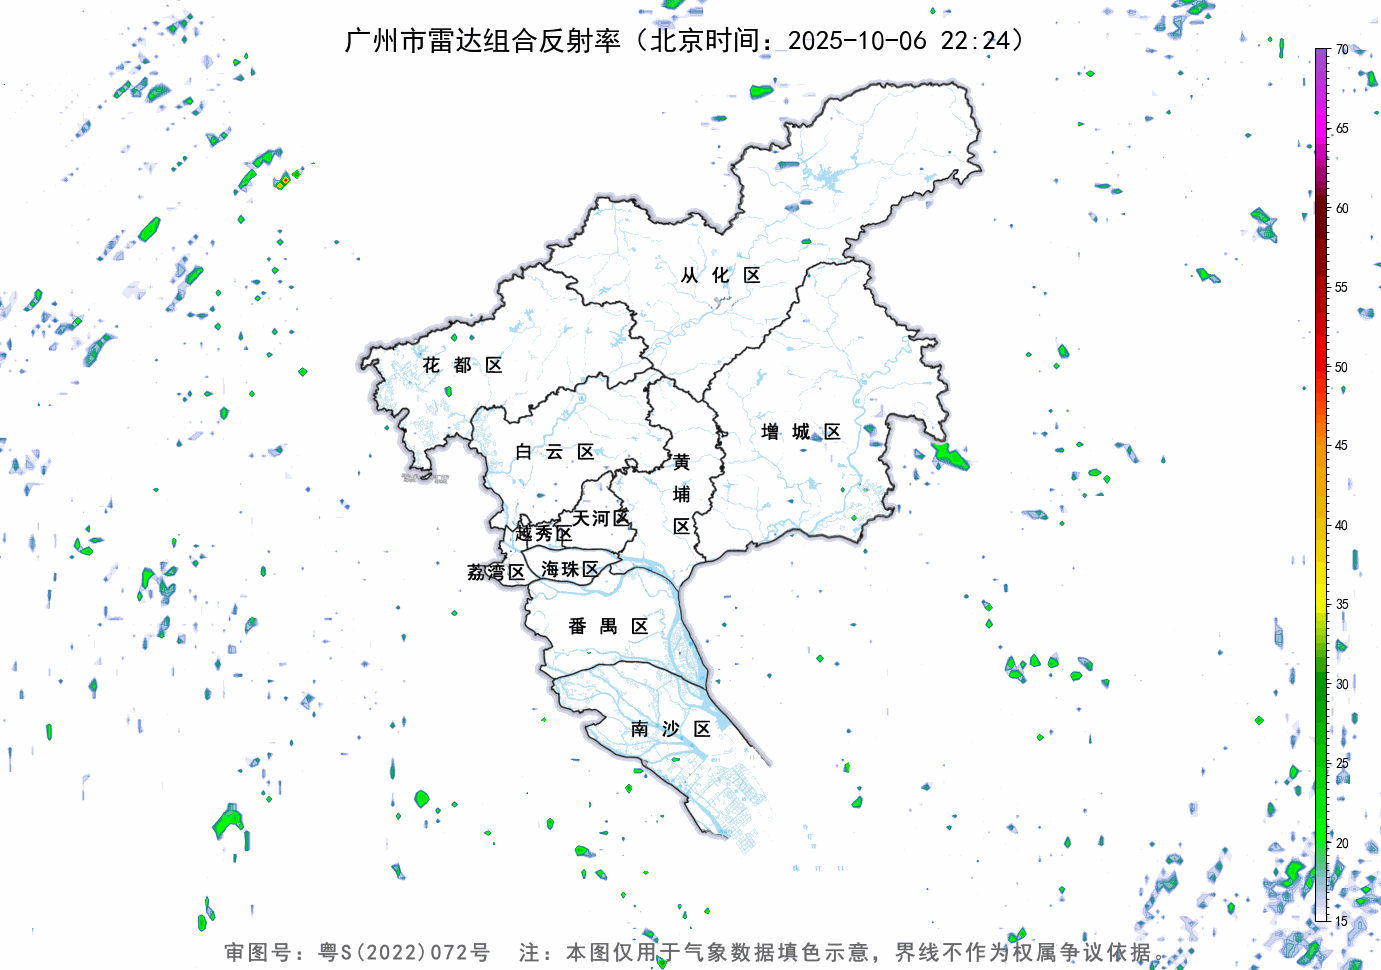 广州市雷达组合反射率（北京时间：2025-10-06 22:24）
70
65
60
55
50
45
40
35
30
25
20
15
从化区
花都区
增城区
白云区
黄埔区
天河区
越秀区
海珠区
荔湾区
番禺区
南沙区
审图号：粤S(2022)072号 注：本图仅用于气象数据填色示意，界线不作为权属争议依据。